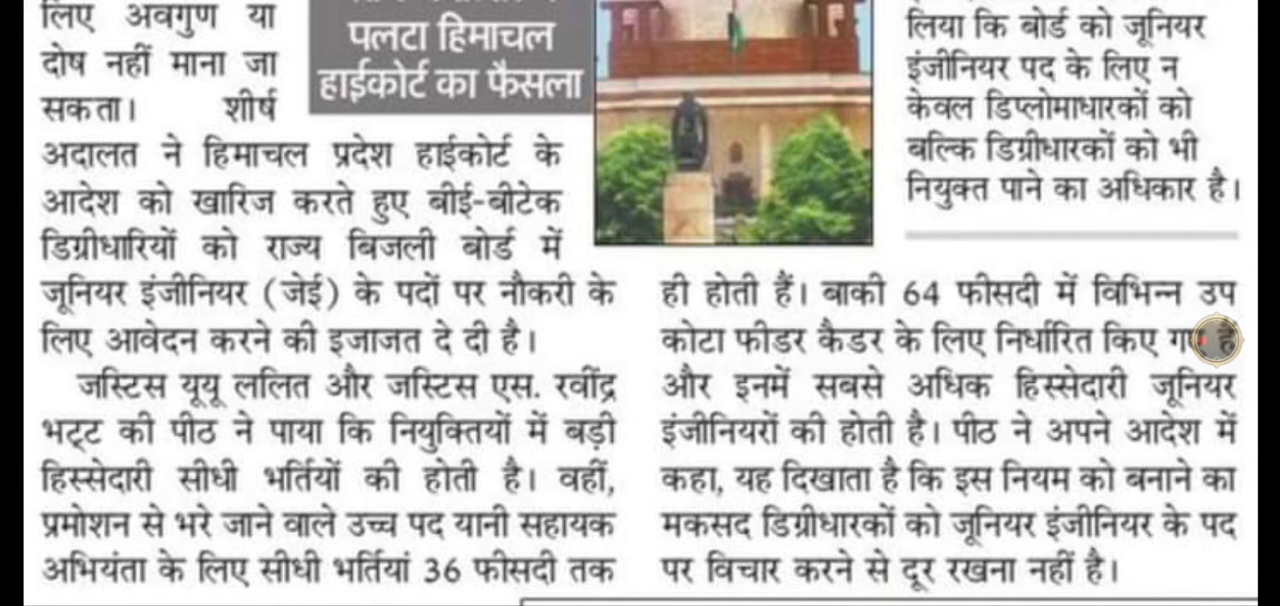 लिए अवगुण या
दोष नहीं माना जा
सकता। शीर्ष
पलटा हिमाचल
हाईकोर्ट का फैसला
अदालत ने हिमाचल प्रदेश हाईकोर्ट के
आदेश को खारिज करते हुए बीई-बीटेक
डिग्रीधारियों को राज्य बिजली बोर्ड में
जूनियर इंजीनियर (जेई) के पदों पर नौकरी के
लिए आवेदन करने की इजाजत दे दी है।
जस्टिस यूयू ललित और जस्टिस एस. रवींद्र
भट्ट की पीठ ने पाया कि नियुक्तियों में बड़ी
हिस्सेदारी सीधी भर्तियों की होती है। वहीं,
प्रमोशन से भरे जाने वाले उच्च पद यानी सहायक
अभियंता के लिए सीधी भर्तियां 36 फीसदी तक
लिया कि बोर्ड को जूनियर
इंजीनियर पद के लिए न
केवल डिप्लोमाधारकों को
बल्कि डिग्रीधारकों को भी
नियुक्त पाने का अधिकार है।
ही होती हैं। बाकी 64 फीसदी में विभिन्न उप
कोटा फीडर कैडर के लिए निर्धारित किए गए हैं
और इनमें सबसे अधिक हिस्सेदारी जूनियर
इंजीनियरों की होती है। पीठ ने अपने आदेश में
कहा, यह दिखाता है कि इस नियम को बनाने का
मकसद डिग्रीधारकों को जूनियर इंजीनियर के पद
पर विचार करने से दूर रखना नहीं है।